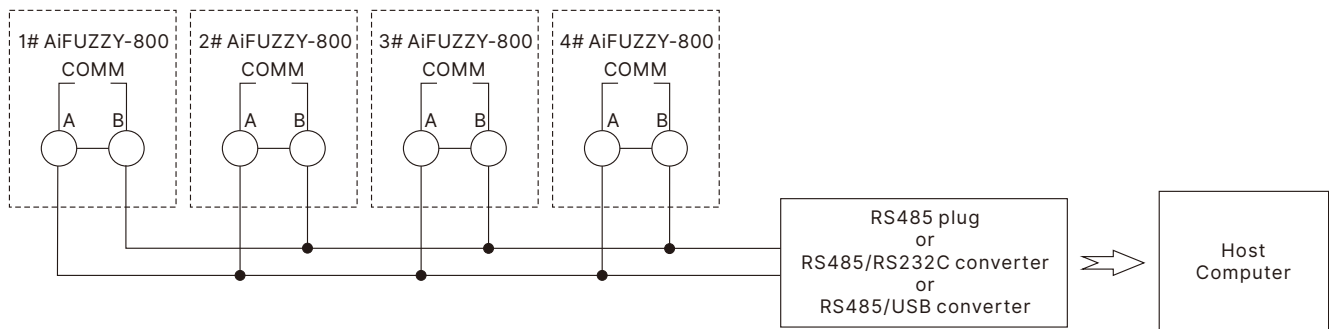 1# AiFUZZY-800
COMM
A B
2# AiFUZZY-800
COMM
A B
3# AiFUZZY-800
COMM
A B
4# AiFUZZY-800
COMM
A B
RS485 plug
or
RS485/RS232C converter
or
RS485/USB converter
Host
Computer